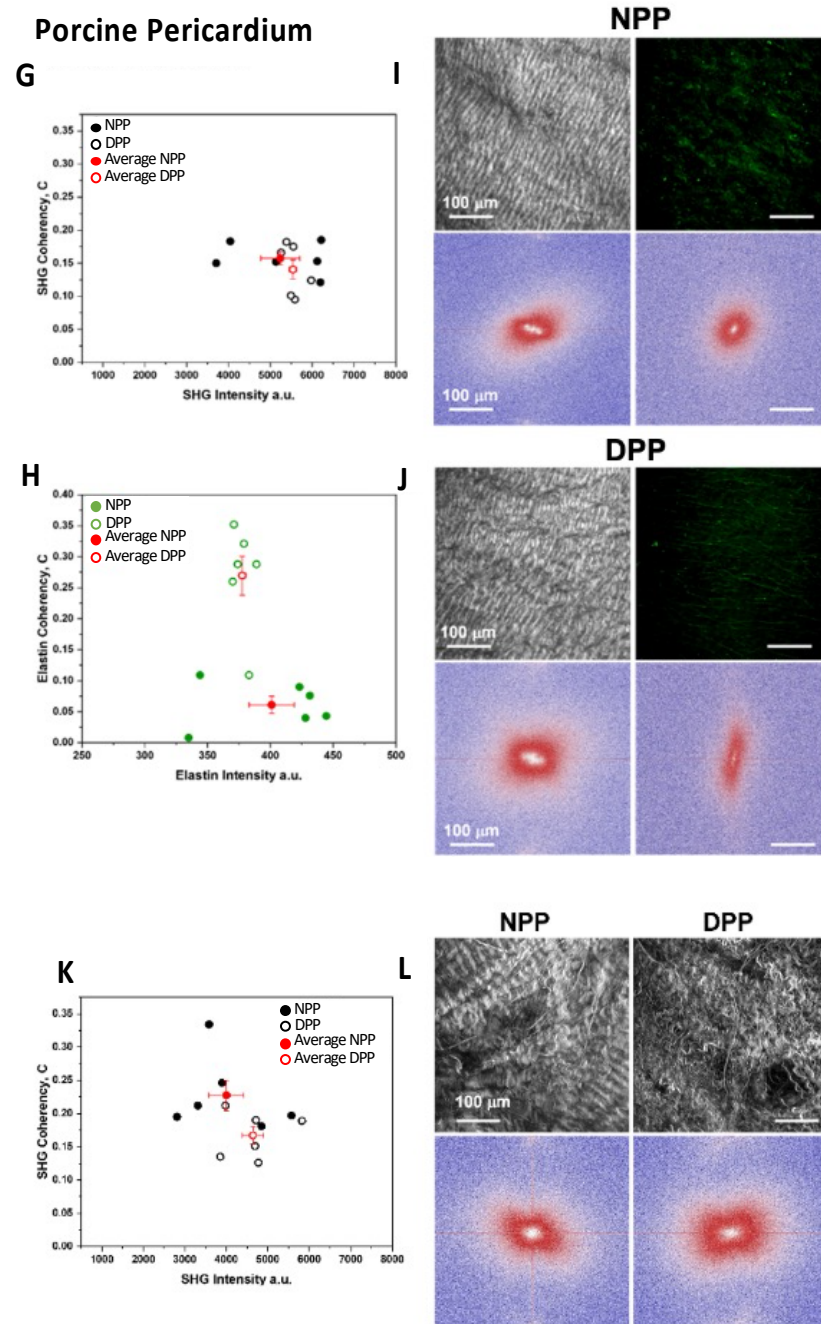 Porcine Pericardium
G
0.35
0.30
0.25
0.20
0.15
0.10
0.05
0.00
SHG Coherency, C
NPP
DPP
Average NPP
Average DPP
1000 2000 3000 4000 5000 6000 7000 8000
SHG Intensity a.u.
I
NPP
100 μm
100 μm
H
0.40
0.35
0.30
0.25
0.20
0.15
0.10
0.05
0.00
Elastin Coherency, C
NPP
DPP
Average NPP
Average DPP
250 300 350 400 450 500
Elastin Intensity a.u.
J
DPP
100 μm
100 μm
K
0.35
0.30
0.25
0.20
0.15
0.10
0.05
0.00
SHG Coherency, C
NPP
DPP
Average NPP
Average DPP
1000 2000 3000 4000 5000 6000 7000 8000
SHG Intensity a.u.
L
NPP DPP
100 μm